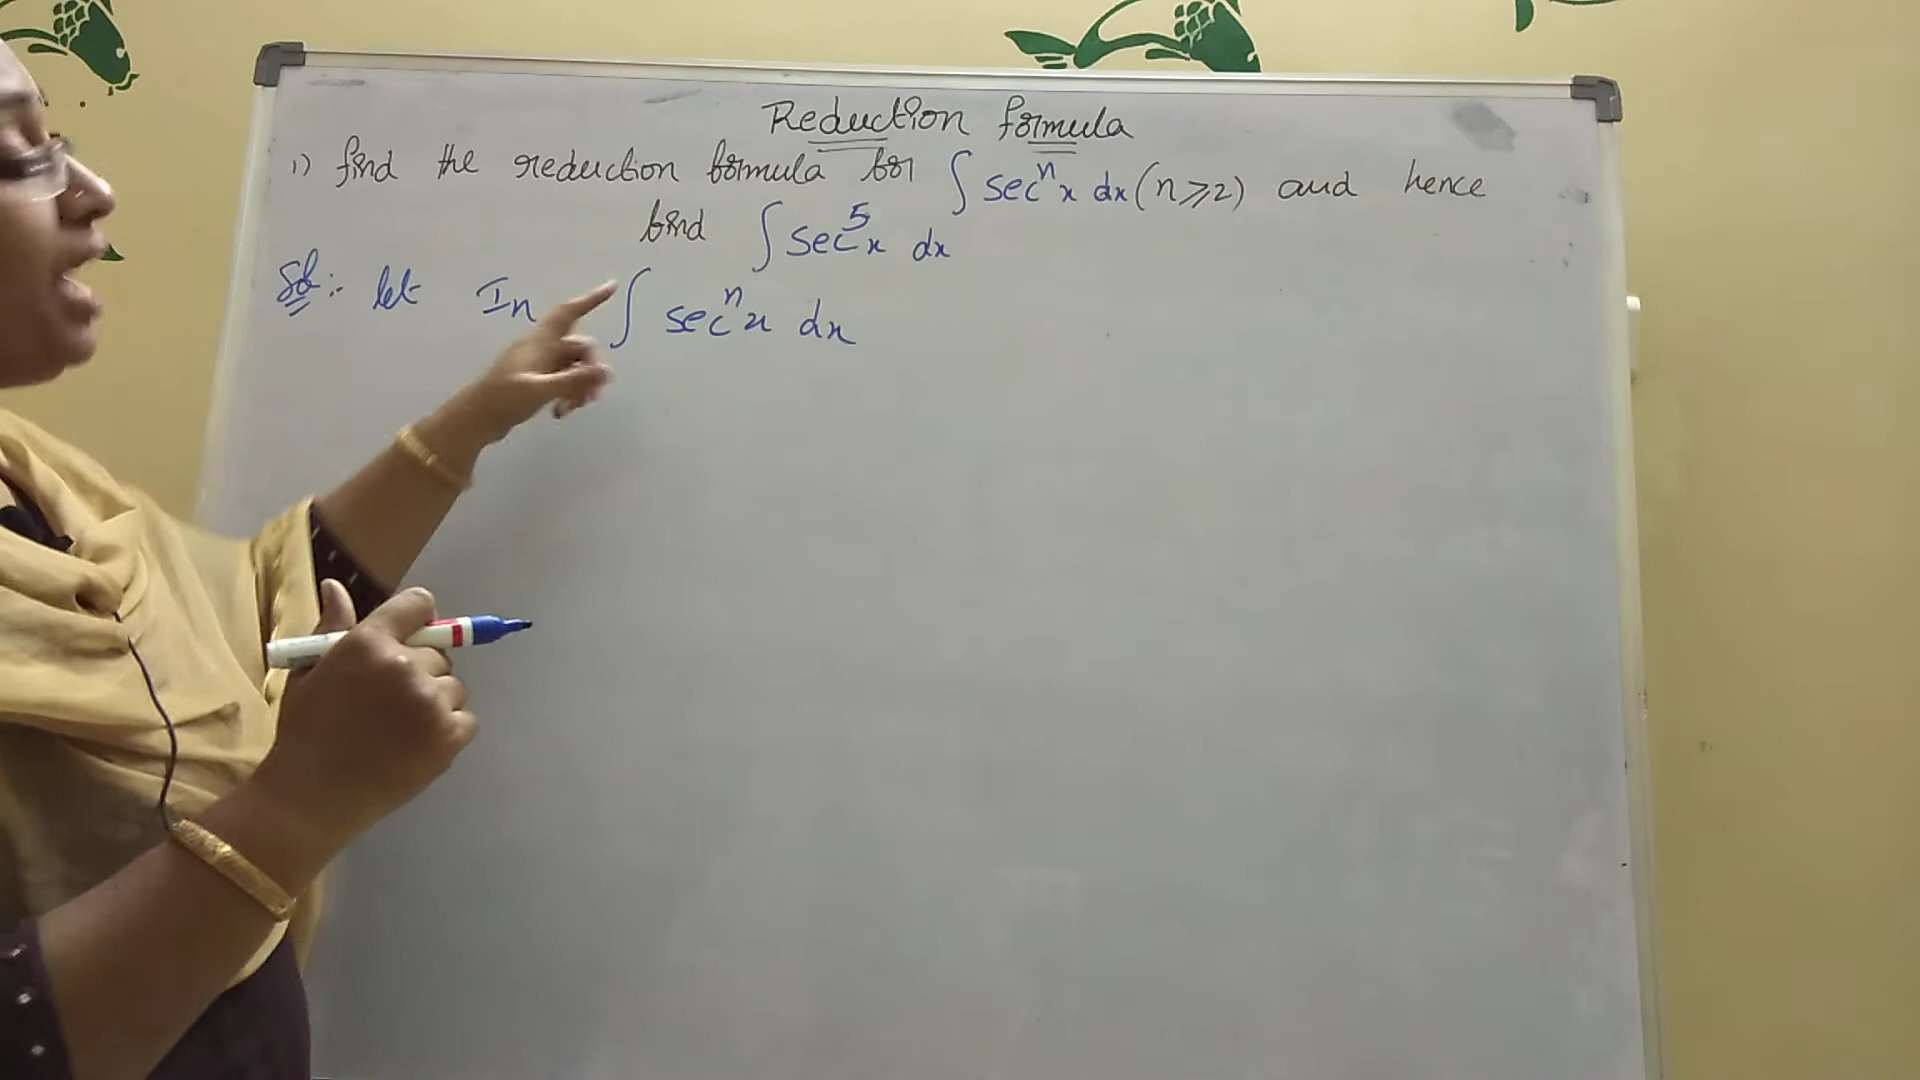 Reduction formula
1) find the reduction formula for ∫ secⁿx dx (n⩾2) and hence
find ∫ sec⁵x dx
Sol:- let In ∫ secⁿx dx